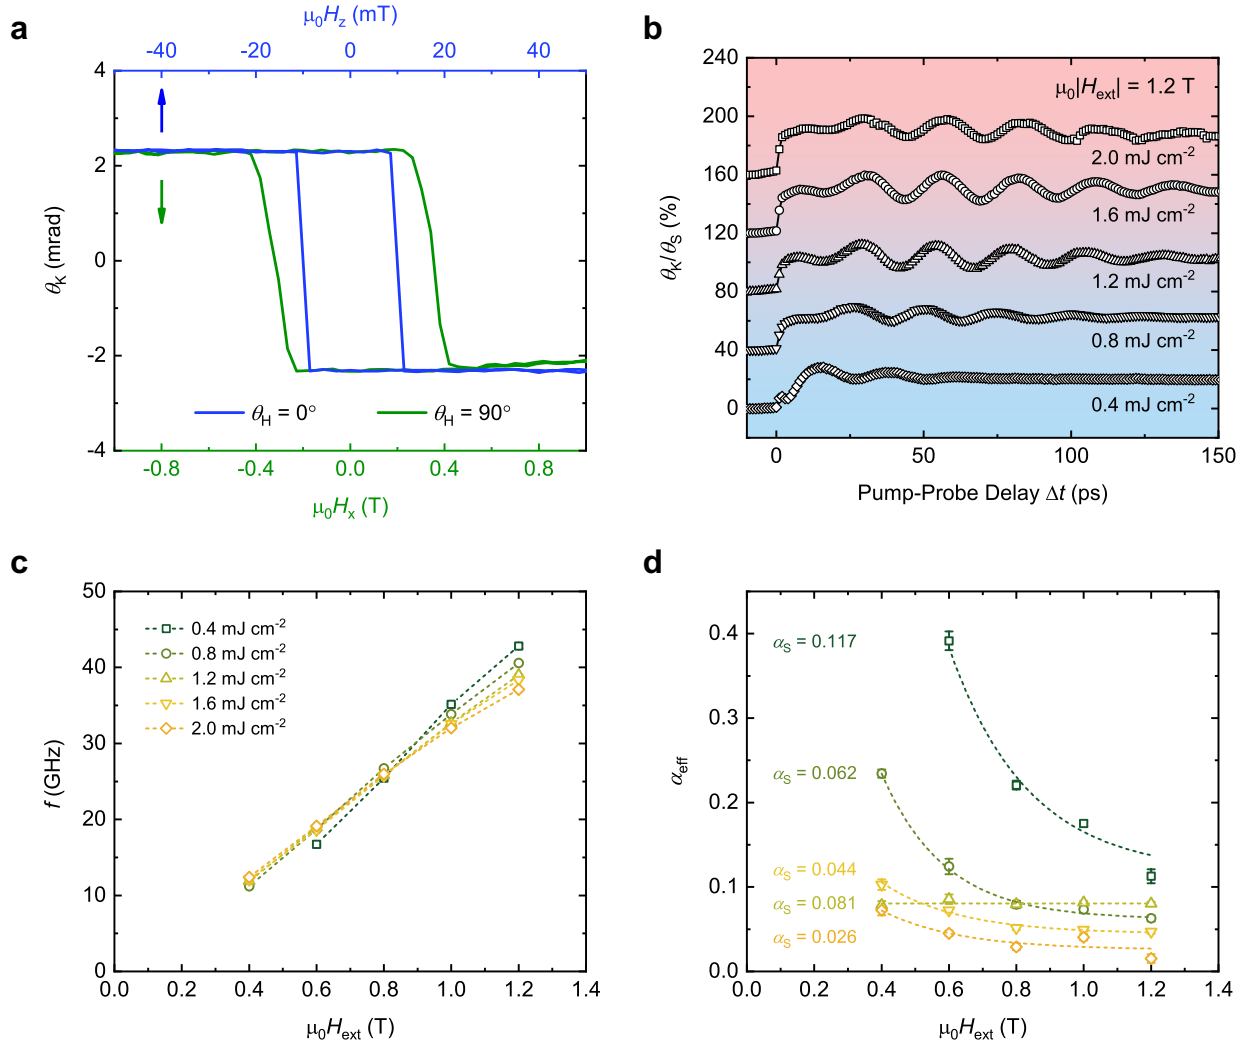 a
μ₀Hz (mT)
-40 -20 0 20 40
4
2
0
-2
-4
θK (mrad)
θH = 0° θH = 90°
-0.8 -0.4 0.0 0.4 0.8
μ₀Hx (T)
b
240
200
160
120
80
40
0
θK/θS (%)
μ₀|Hext| = 1.2 T
2.0 mJ cm⁻²
1.6 mJ cm⁻²
1.2 mJ cm⁻²
0.8 mJ cm⁻²
0.4 mJ cm⁻²
0 50 100 150
Pump-Probe Delay Δt (ps)
c
50
40
30
20
10
0
f (GHz)
0.4 mJ cm⁻²
0.8 mJ cm⁻²
1.2 mJ cm⁻²
1.6 mJ cm⁻²
2.0 mJ cm⁻²
0.0 0.2 0.4 0.6 0.8 1.0 1.2 1.4
μ₀Hext (T)
d
0.4
0.3
0.2
0.1
0.0
αeff
αS = 0.117
αS = 0.062
αS = 0.044
αS = 0.081
αS = 0.026
0.0 0.2 0.4 0.6 0.8 1.0 1.2 1.4
μ₀Hext (T)